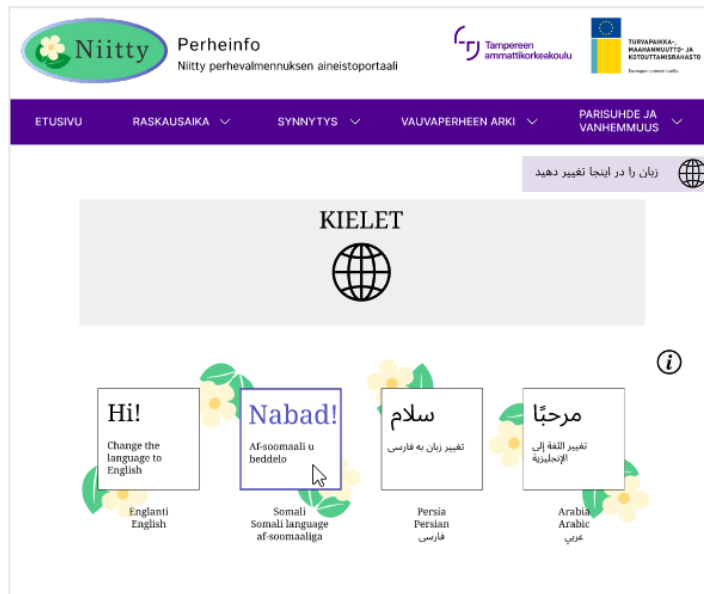 Niitty
Perheinfo
Niitty perhevalmennuksen aineistoportaali
Tampereen
ammattikorkeakoulu
TURVAPAIKKA-,
MAAHANMUUTTO- JA
KOTOUTTAMISRAHASTO
Euroopan unionin tuella
ETUSIVU
RASKAUSAIKA
SYNNYTYS
VAUVAPERHEEN ARKI
PARISUHDE JA
VANHEMMUUS
زبان را در اینجا تغییر دهید
KIELET
Hi!
Change the
language to
English
Englanti
English
Nabad!
Af-soomaali u
beddelo
Somali
Somali language
af-soomaaliga
سلام
تغییر زبان به فارسی
Persia
Persian
فارسی
مرحبًا
تغيير اللغة إلى
الإنجليزية
Arabia
Arabic
عربي